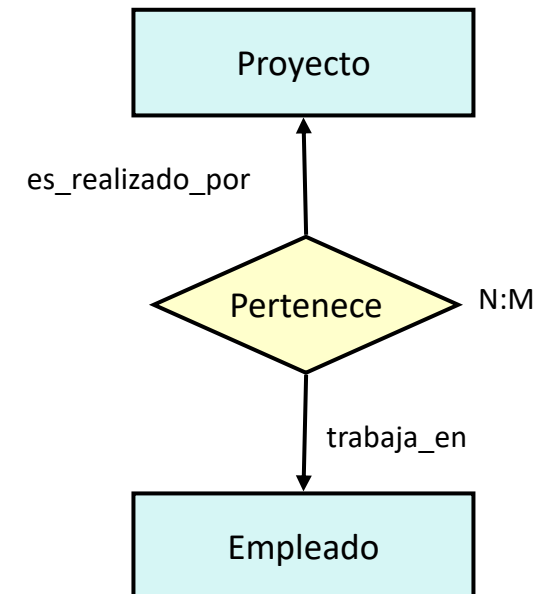 Proyecto
es_realizado_por
Pertenece
N:M
trabaja_en
Empleado